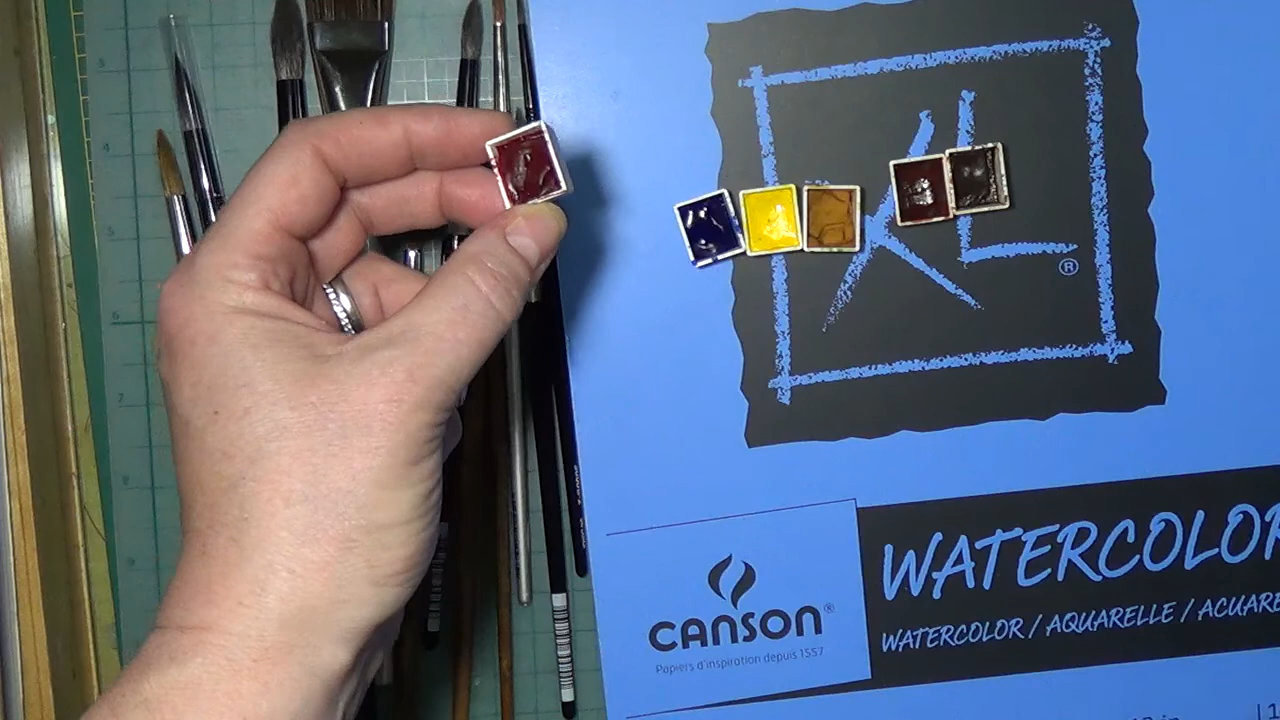 XL
®
WATERCOLOR
WATERCOLOR / AQUARELLE / ACUARE
CANSON®
Papiers d'inspiration depuis 1557